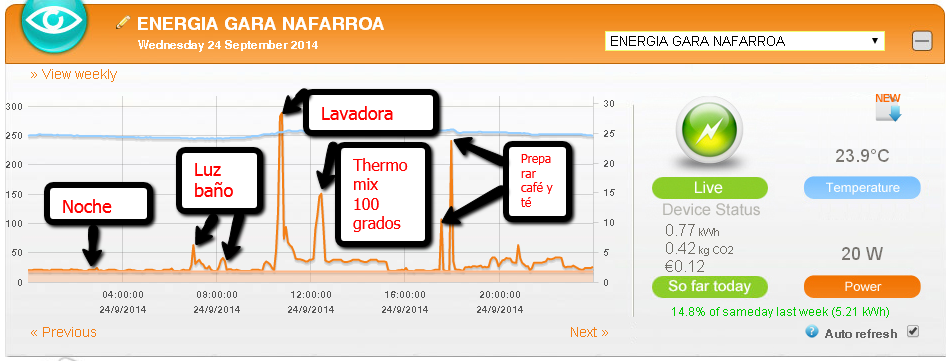 ENERGIA GARA NAFARROA
Wednesday 24 September 2014
ENERGIA GARA NAFARROA
» View weekly
300
250
200
150
100
50
0
30
25
20
15
10
5
0
Noche
Luz
baño
Lavadora
Thermo
mix
100
grados
Prepa
rar
café y
té
04:00:00
24/9/2014
08:00:00
24/9/2014
12:00:00
24/9/2014
16:00:00
24/9/2014
20:00:00
24/9/2014
« Previous
Next »
NEW
Live
Device Status
0.77 kWh
0.42 kg CO2
€0.12
So far today
23.9°C
Temperature
20 W
Power
14.8% of sameday last week (5.21 kWh)
? Auto refresh